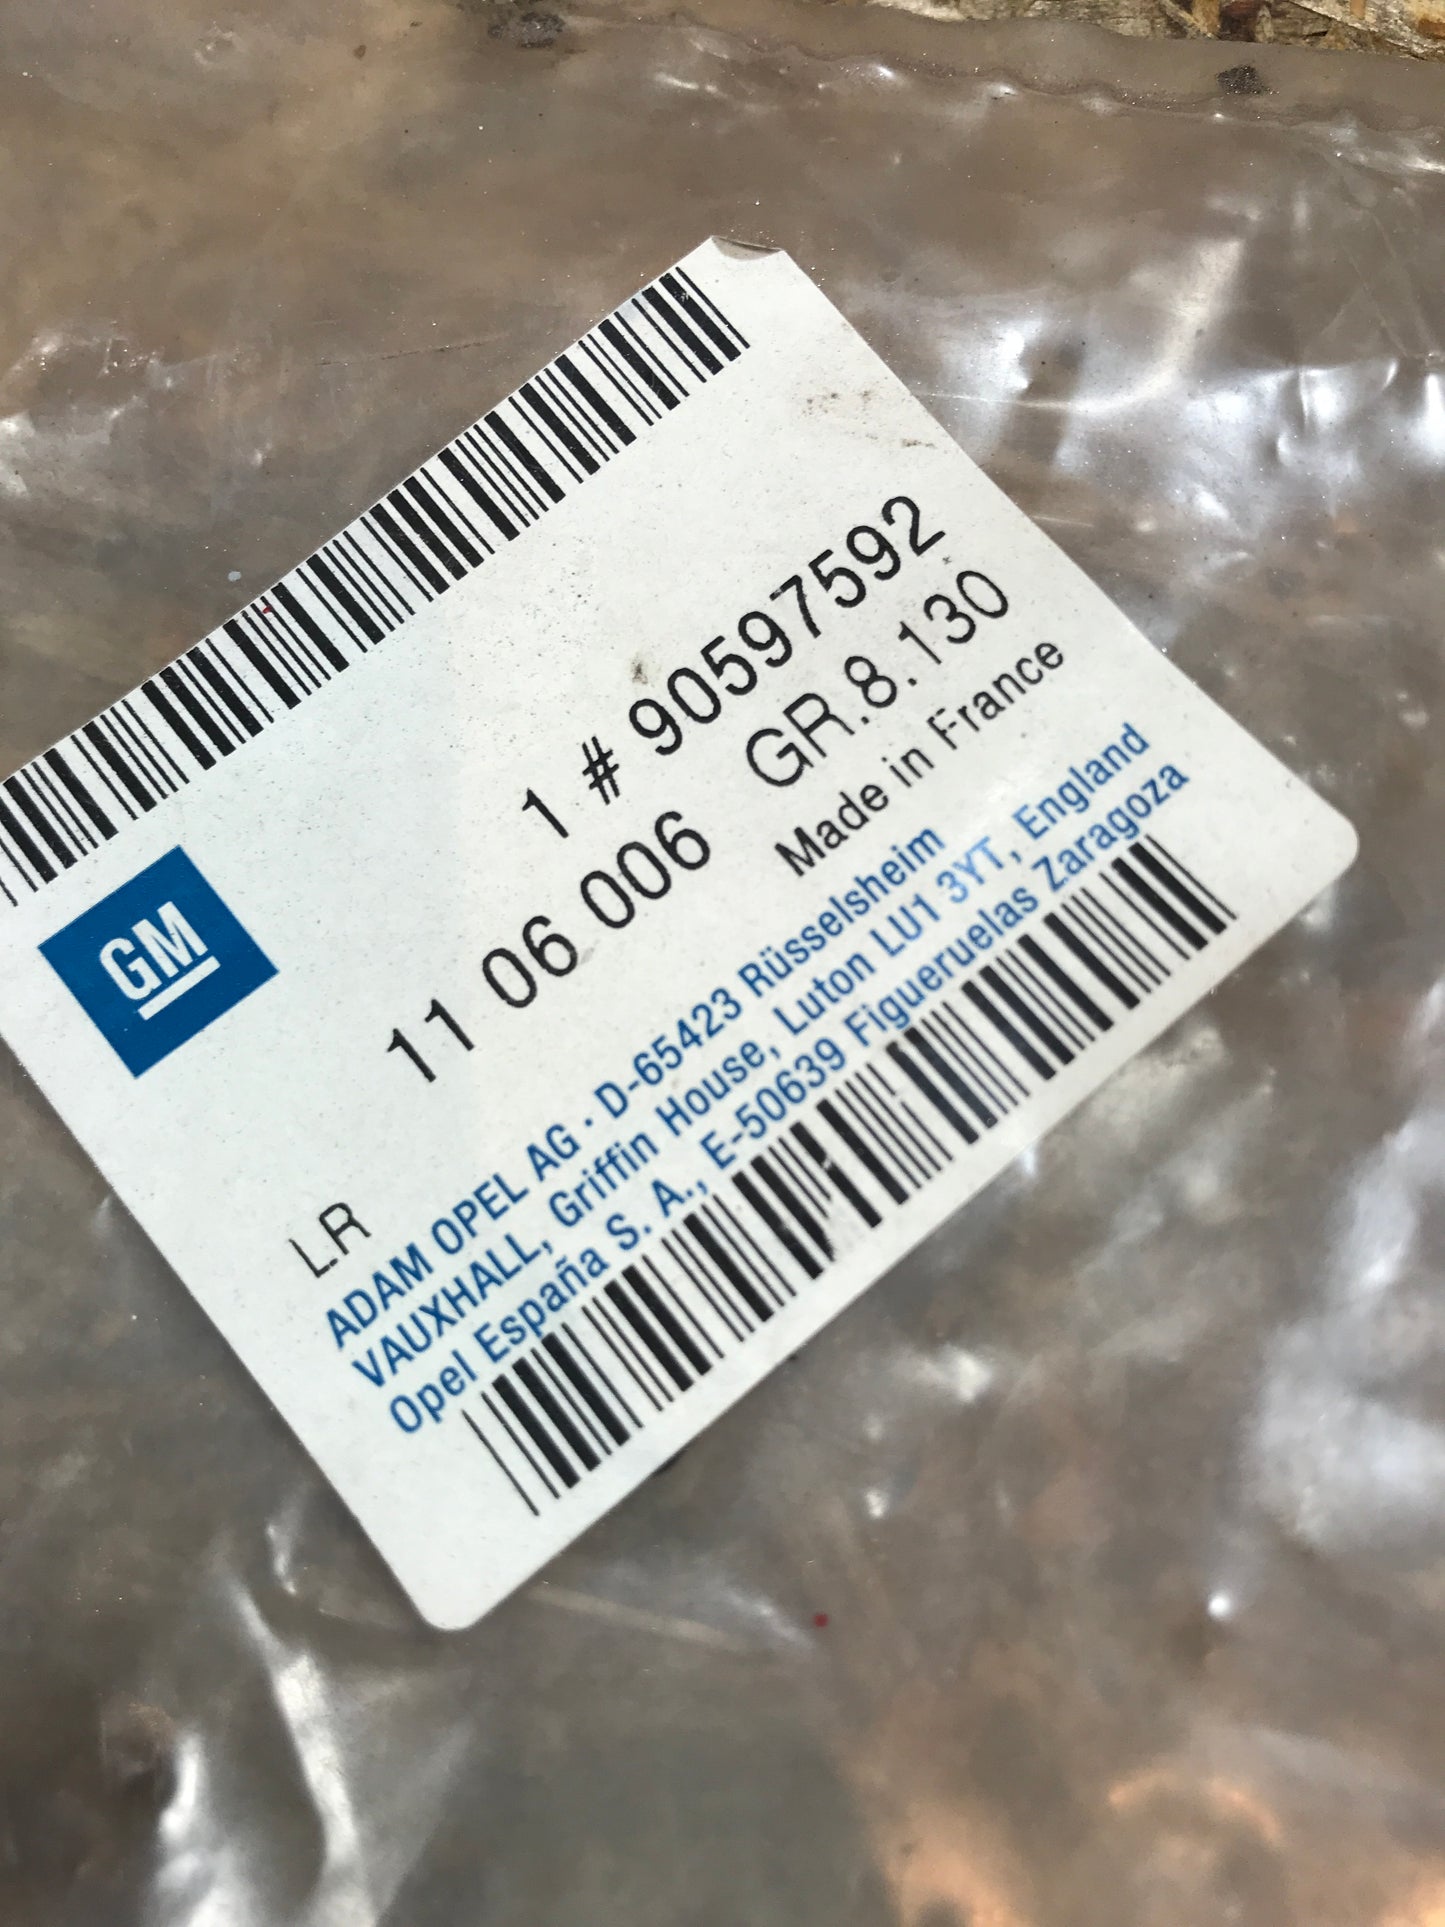 1 # 90597592
11 06 006 GR.8.130
Made in France
GM
LR
ADAM OPEL AG · D-65423 Rüsselsheim
VAUXHALL, Griffin House, Luton LU1 3YT, England
Opel España S. A., E-50639 Figueruelas Zaragoza